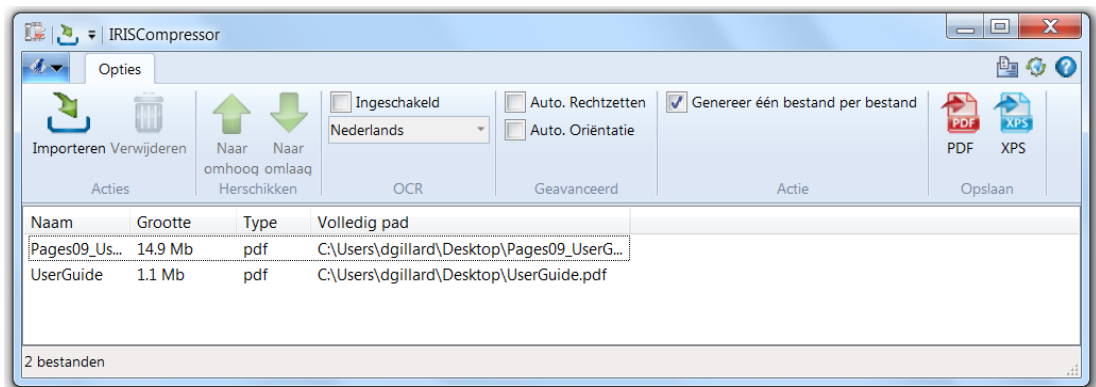 IRISCompressor
Opties
Importeren Verwijderen
Acties
Naar omhoog
Naar omlaag
Herschikken
Ingeschakeld
Nederlands
OCR
Auto. Rechtzetten
Auto. Oriëntatie
Geavanceerd
Genereer één bestand per bestand
Actie
PDF XPS
PDF XPS
Opslaan
Naam Grootte Type Volledig pad
Pages09_Us... 14.9 Mb pdf C:\Users\dgillard\Desktop\Pages09_UserG...
UserGuide 1.1 Mb pdf C:\Users\dgillard\Desktop\UserGuide.pdf
2 bestanden